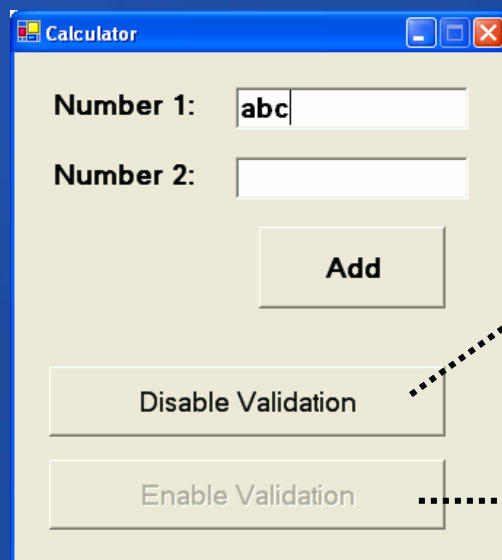 Calculator
Number 1: abc
Number 2:
Add
Disable Validation
Enable Validation